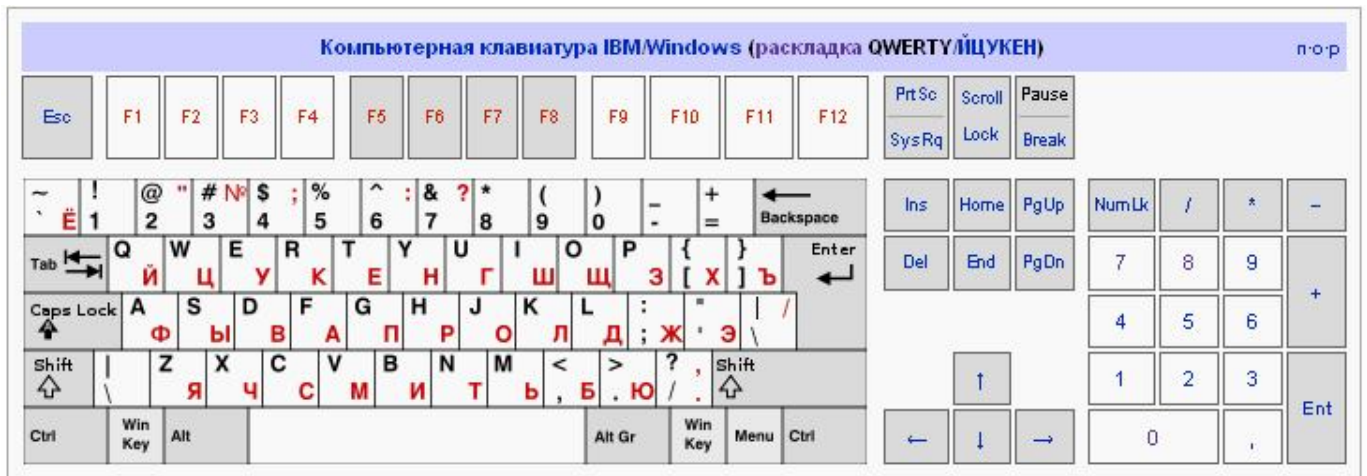 Компьютерная клавиатура IBM/Windows (раскладка QWERTY/ЙЦУКЕН) п·о·р
Esc F1 F2 F3 F4 F5 F6 F7 F8 F9 F10 F11 F12 PrtSc Scroll Pause
SysRq Lock Break
~ ! @ " # № $ ; % ^ : & ? * ( ) _ +
` Ё 1 2 3 4 5 6 7 8 9 0 - = Backspace Ins Home PgUp NumLk / * -
Q W E R T Y U I O P { } Enter
Tab Й Ц У К Е Н Г Ш Щ З [ Х ] Ъ Del End PgDn 7 8 9 +
Caps Lock A S D F G H J K L : " | /
Ф Ы В А П Р О Л Д ; Ж ' Э \ 4 5 6
Shift | Z X C V B N M < > ? , Shift
\ Я Ч С М И Т Ь , Б . Ю / . ↑ 1 2 3 Ent
Ctrl Win Key Alt Alt Gr Win Key Menu Ctrl ← ↓ → 0 ,